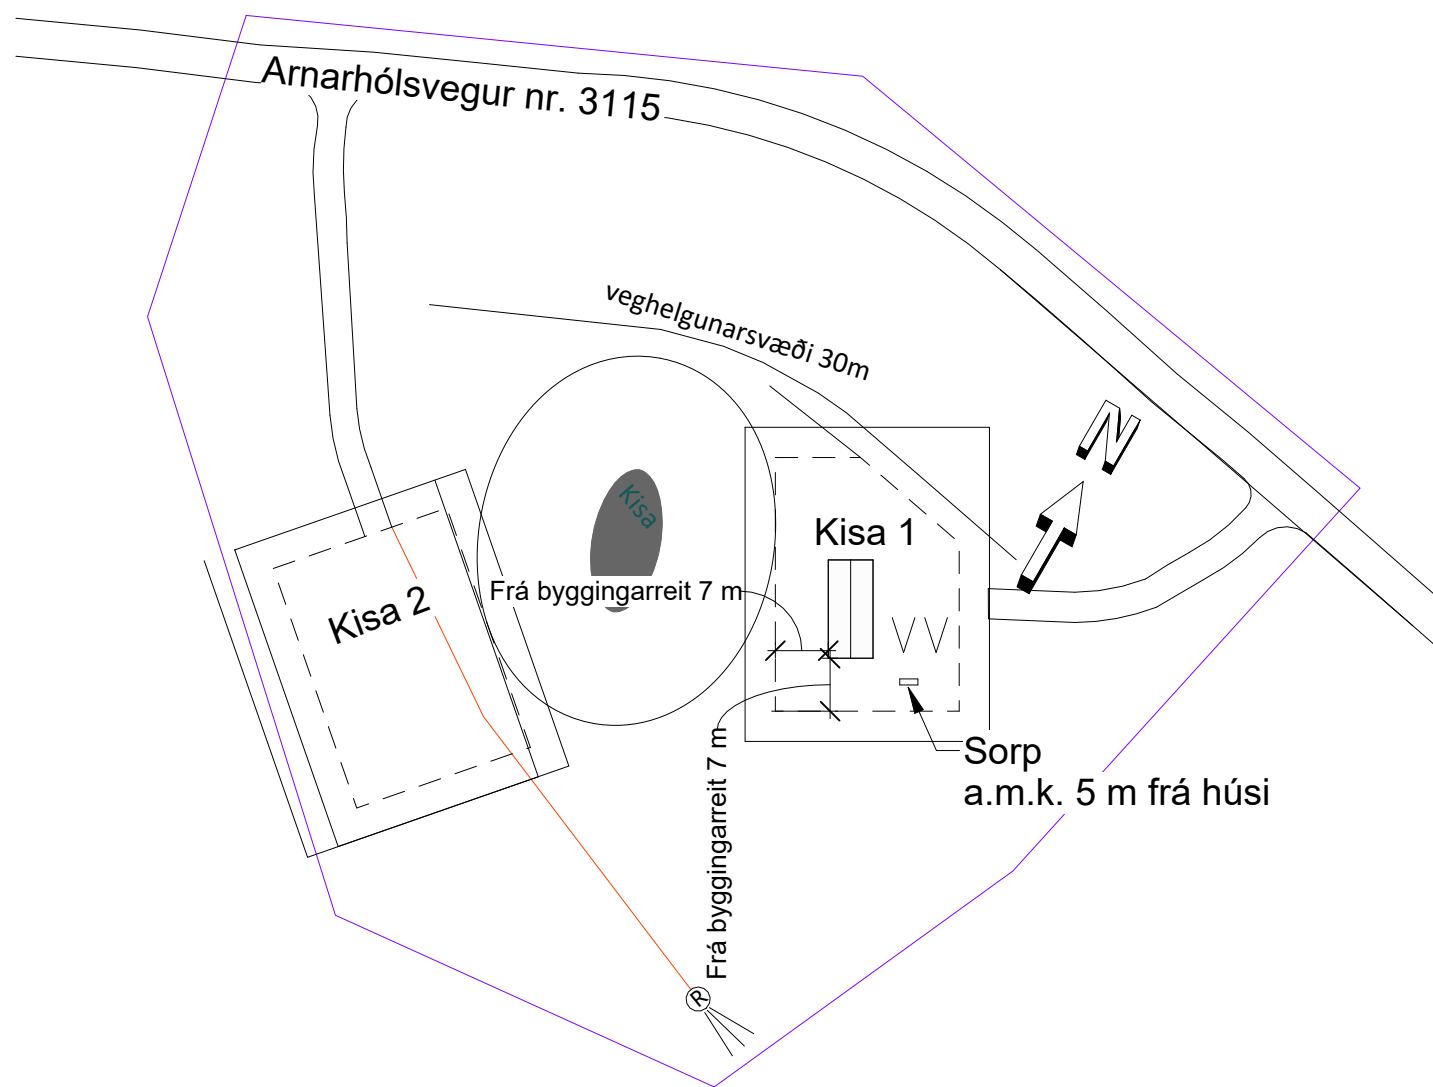 Arnarhólsvegur nr. 3115
veghelgunarsvæði 30m
N
Kisa
Kisa 1
Frá byggingarreit 7 m
Kisa 2
Frá byggingarreit 7 m
Sorp
a.m.k. 5 m frá húsi
R